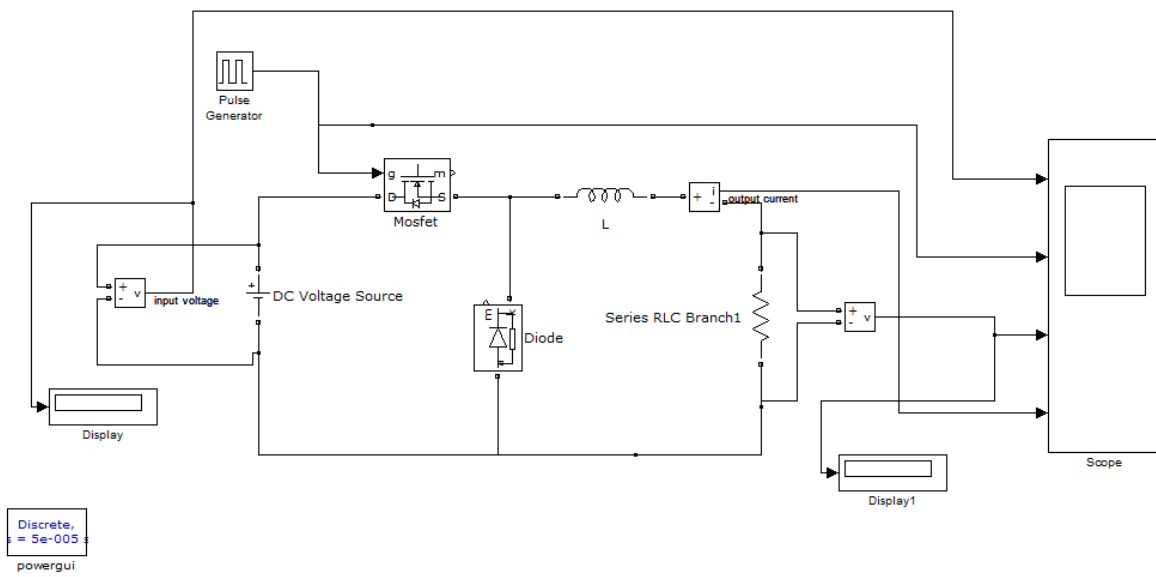 Pulse
Generator
g
m
D
S
Mosfet
+
i
-
output current
L
+
-
v
input voltage
+
DC Voltage Source
E
Diode
Series RLC Branch1
+
-
v
Display
Display1
Scope
Discrete,
s = 5e-005 s
powergui